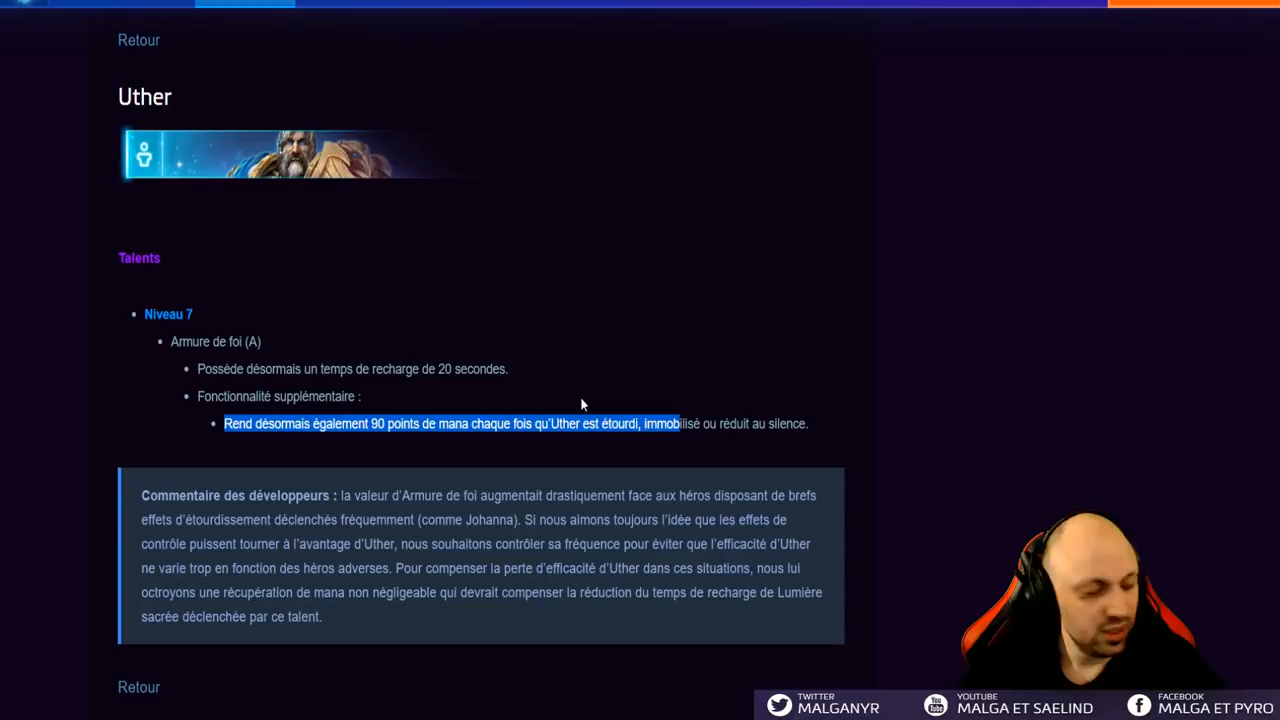 Retour
Uther
Talents
Niveau 7
Armure de foi (A)
Possède désormais un temps de recharge de 20 secondes.
Fonctionnalité supplémentaire :
Rend désormais également 90 points de mana chaque fois qu'Uther est étourdi, immobilisé ou réduit au silence.
Commentaire des développeurs : la valeur d'Armure de foi augmentait drastiquement face aux héros disposant de brefs
effets d'étourdissement déclenchés fréquemment (comme Johanna). Si nous aimons toujours l'idée que les effets de
contrôle puissent tourner à l'avantage d'Uther, nous souhaitons contrôler sa fréquence pour éviter que l'efficacité d'Uther
ne varie trop en fonction des héros adverses. Pour compenser la perte d'efficacité d'Uther dans ces situations, nous lui
octroyons une récupération de mana non négligeable qui devrait compenser la réduction du temps de recharge de Lumière
sacrée déclenchée par ce talent.
Retour
TWITTER
MALGANYR
YOUTUBE
MALGA ET SAELIND
FACEBOOK
MALGA ET PYRO